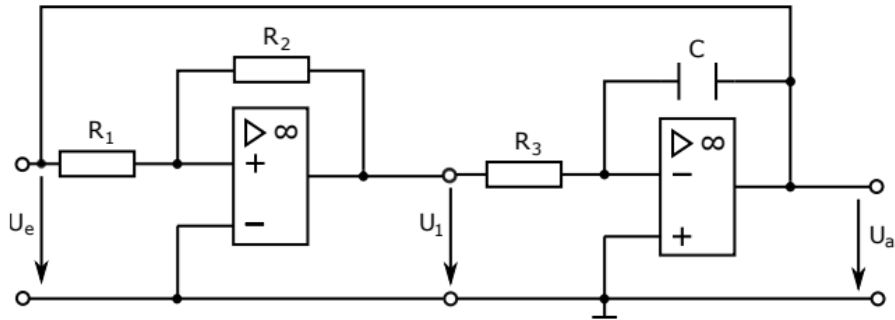 R2
C
▷ ∞
▷ ∞
R1
R3
+
−
−
+
Ue
U1
Ua